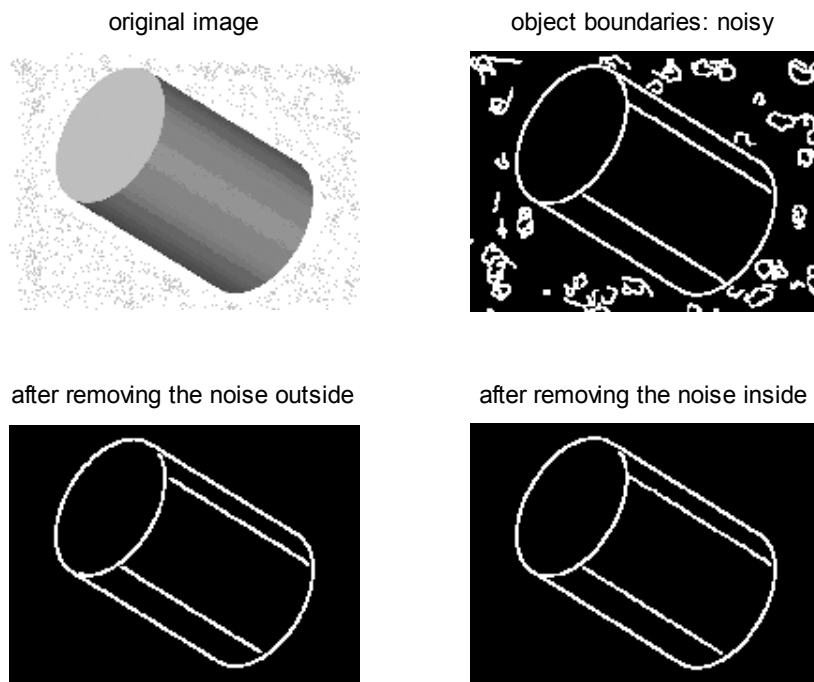 original image
object boundaries: noisy
after removing the noise outside
after removing the noise inside